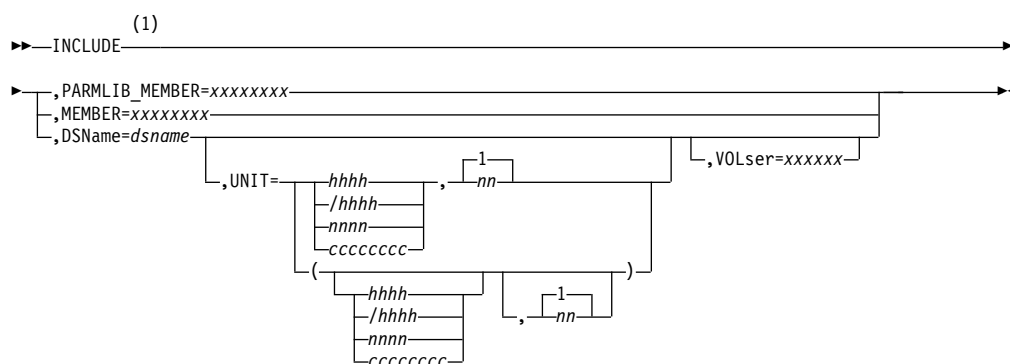 (1)
INCLUDE
,PARMLIB_MEMBER=xxxxxxxx
,MEMBER=xxxxxxxx
,DSName=dsname
,VOLser=xxxxxx
1
,UNIT= hhhh , nn
/hhhh
nnnn
cccccccc
( )
hhhh 1
/hhhh , nn
nnnn
cccccccc